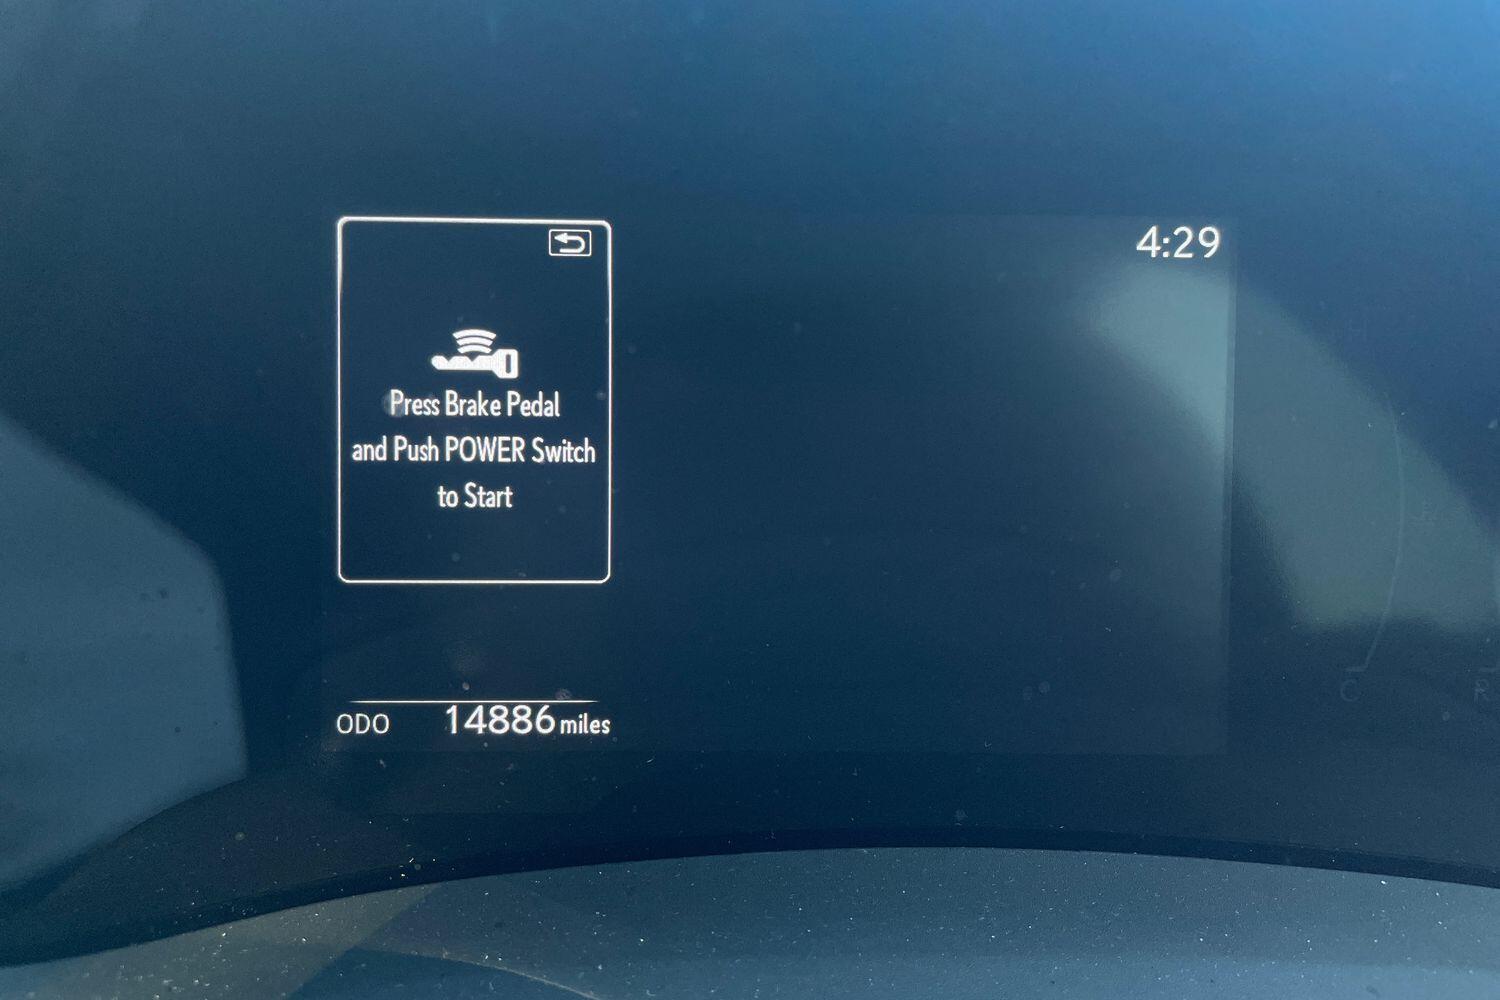 4:29
Press Brake Pedal
and Push POWER Switch
to Start
ODO 14886 miles
C